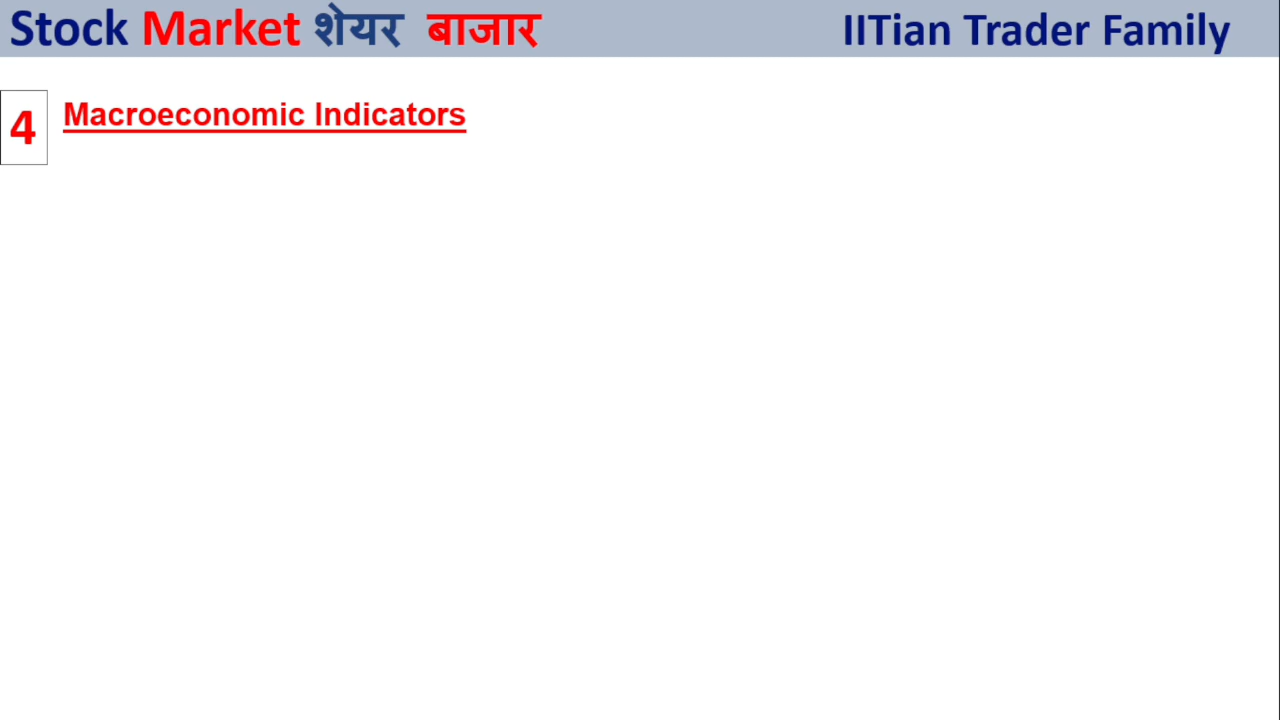 Stock Market शेयर बाजार IITian Trader Family
4 Macroeconomic Indicators